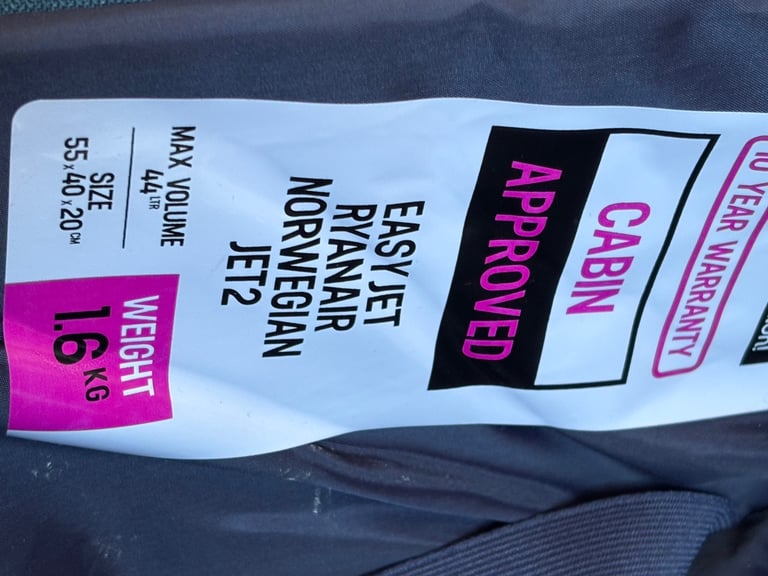 10 YEAR WARRANTY
CABIN
APPROVED
EASYJET
RYANAIR
NORWEGIAN
JET2
MAX VOLUME
44 LTR
SIZE
55 x 40 x 20 CM
WEIGHT
1.6 KG